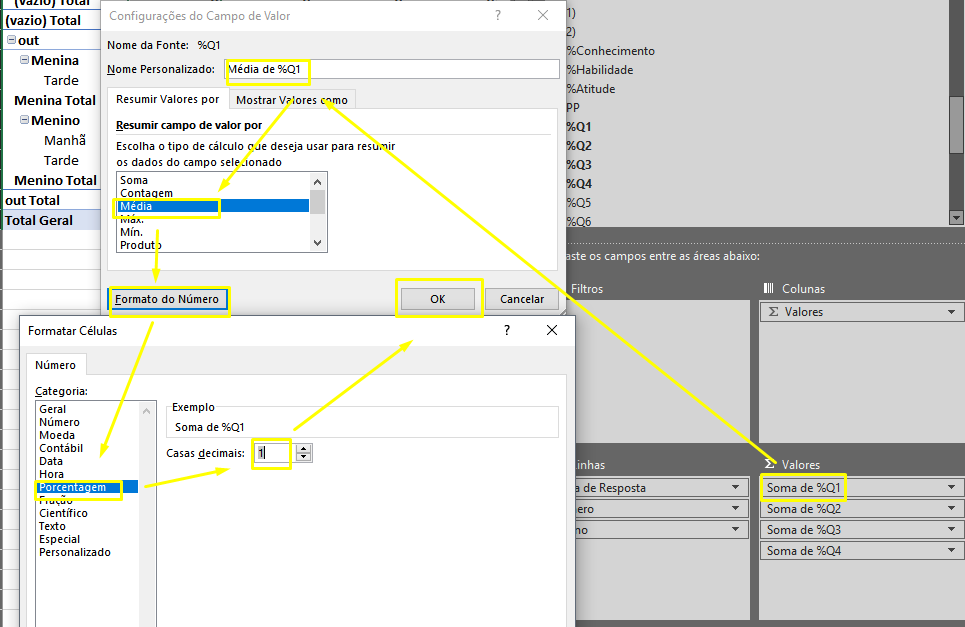 (vazio) Total
(vazio) Total
out
Menina
Tarde
Menina Total
Menino
Manhã
Tarde
Menino Total
out Total
Total Geral
Configurações do Campo de Valor
?
Nome da Fonte: %Q1
Nome Personalizado: Média de %Q1
Resumir Valores por
Mostrar Valores como
Resumir campo de valor por
Escolha o tipo de cálculo que deseja usar para resumir
os dados do campo selecionado
Soma
Contagem
Média
Máx.
Mín.
Produto
Formato do Número
OK
Cancelar
Formatar Células
?
Número
Categoria:
Geral
Número
Moeda
Contábil
Data
Hora
Porcentagem
Fração
Científico
Texto
Especial
Personalizado
Exemplo
Soma de %Q1
Casas decimais: 1
1)
2)
%Conhecimento
%Habilidade
%Atitude
PP
%Q1
%Q2
%Q3
%Q4
%Q5
%Q6
aste os campos entre as áreas abaixo:
Filtros
Colunas
Σ Valores
inhas
a de Resposta
ero
no
Σ Valores
Soma de %Q1
Soma de %Q2
Soma de %Q3
Soma de %Q4